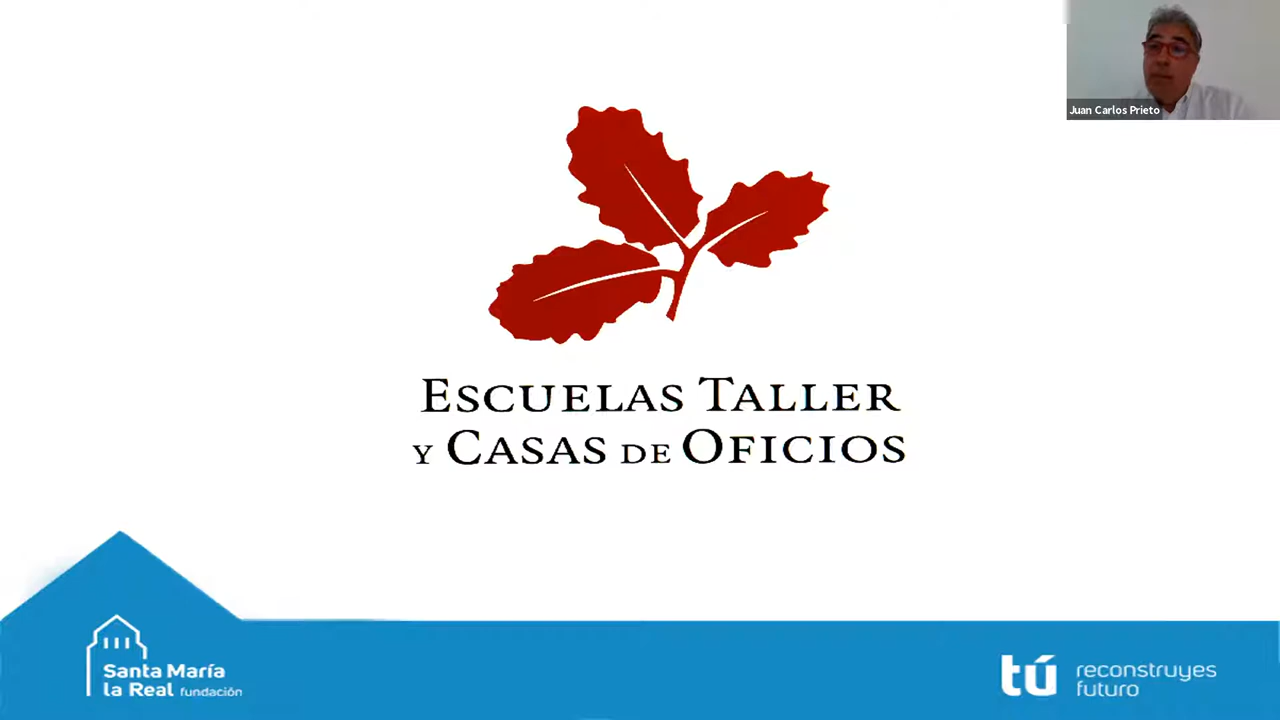 Juan Carlos Prieto
ESCUELAS TALLER
Y CASAS DE OFICIOS
Santa María
la Real fundación
tú reconstruyes
futuro